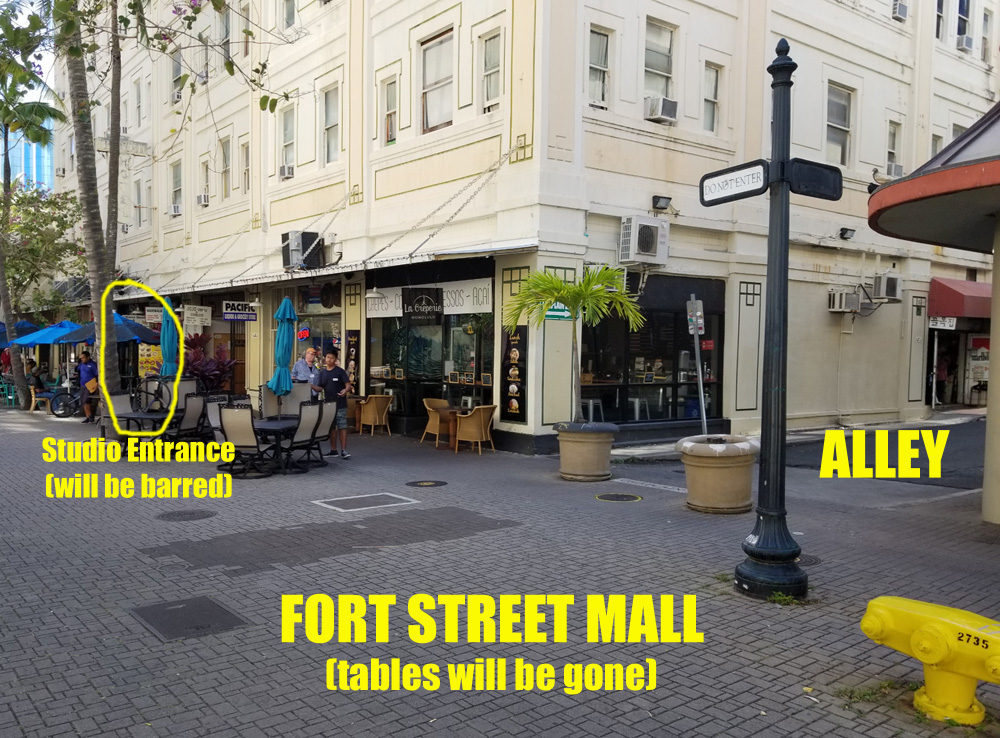 DO NOT ENTER
PACIFIC
La Crêperie
Studio Entrance
(will be barred)
ALLEY
FORT STREET MALL
(tables will be gone)
2735